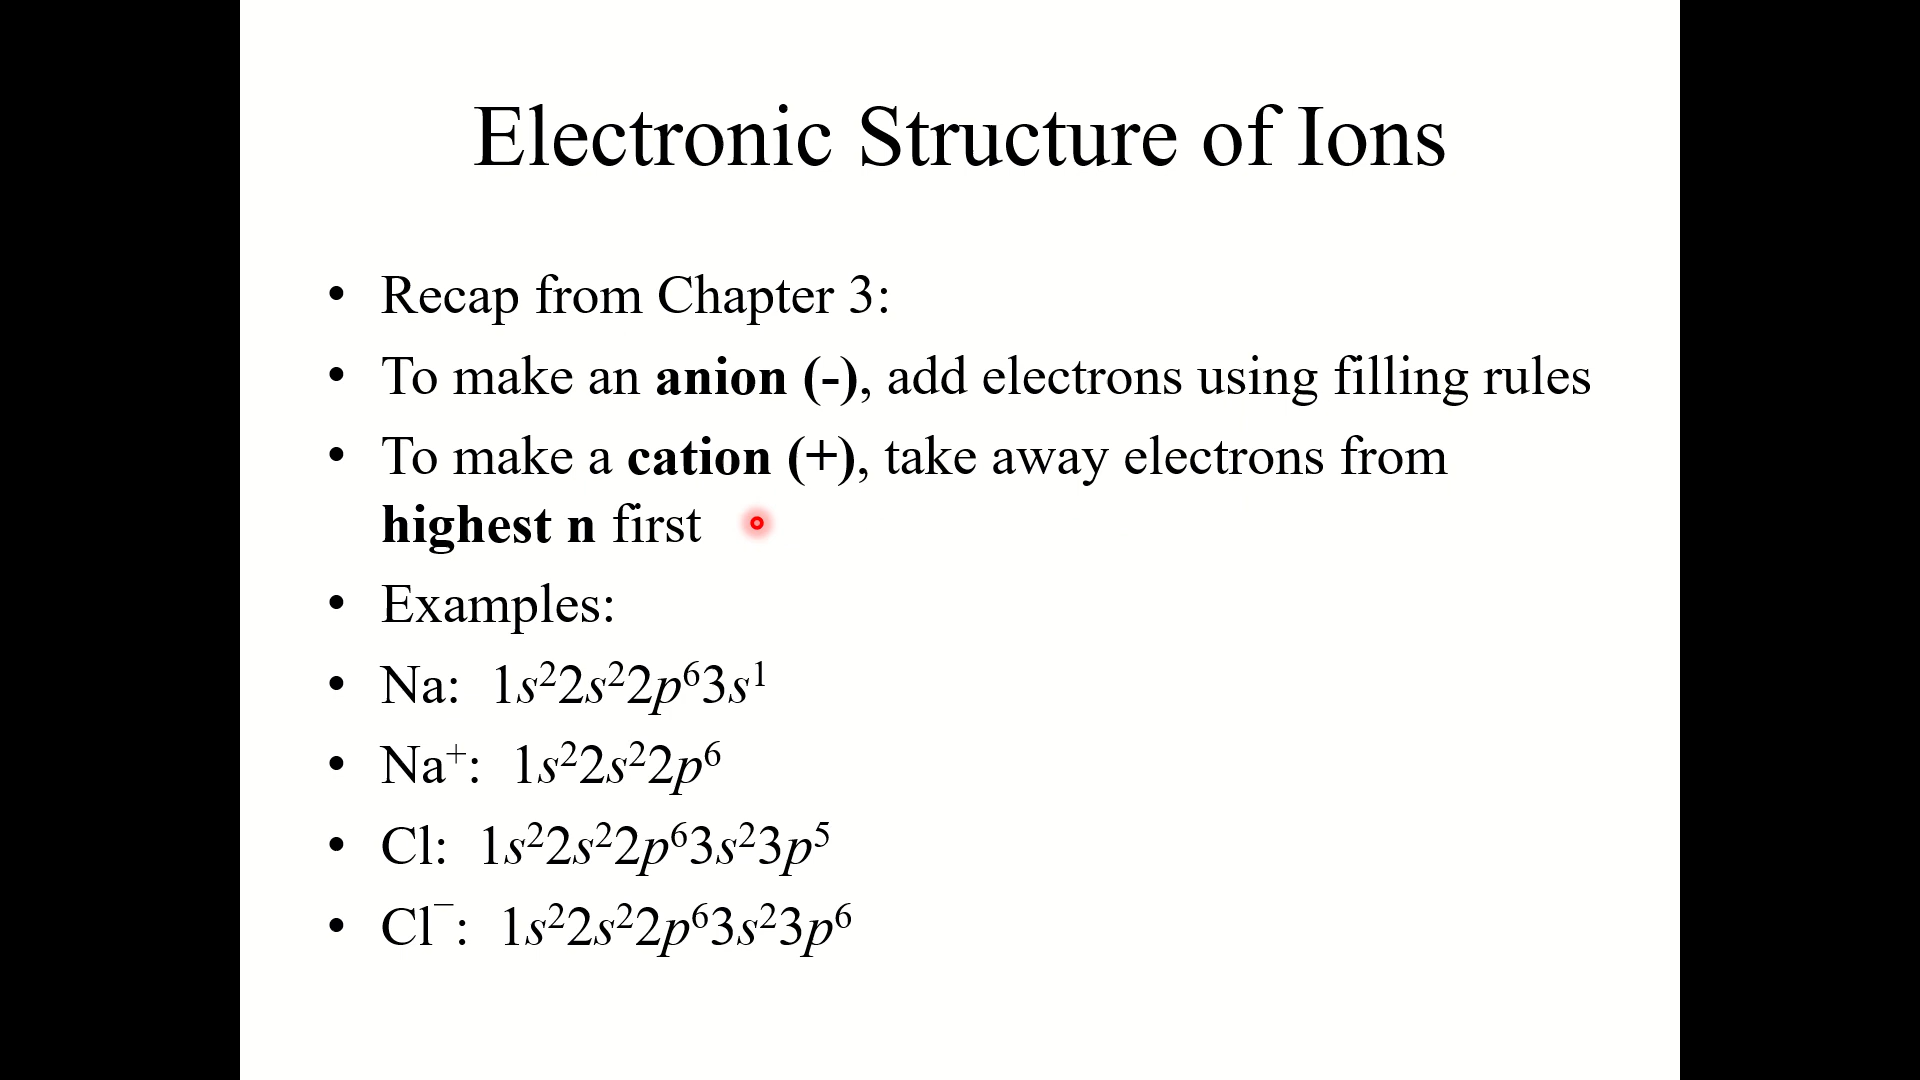 Electronic Structure of Ions
• Recap from Chapter 3:
• To make an anion (-), add electrons using filling rules
• To make a cation (+), take away electrons from
highest n first
• Examples:
• Na: 1s²2s²2p⁶3s¹
• Na⁺: 1s²2s²2p⁶
• Cl: 1s²2s²2p⁶3s²3p⁵
• Cl⁻: 1s²2s²2p⁶3s²3p⁶